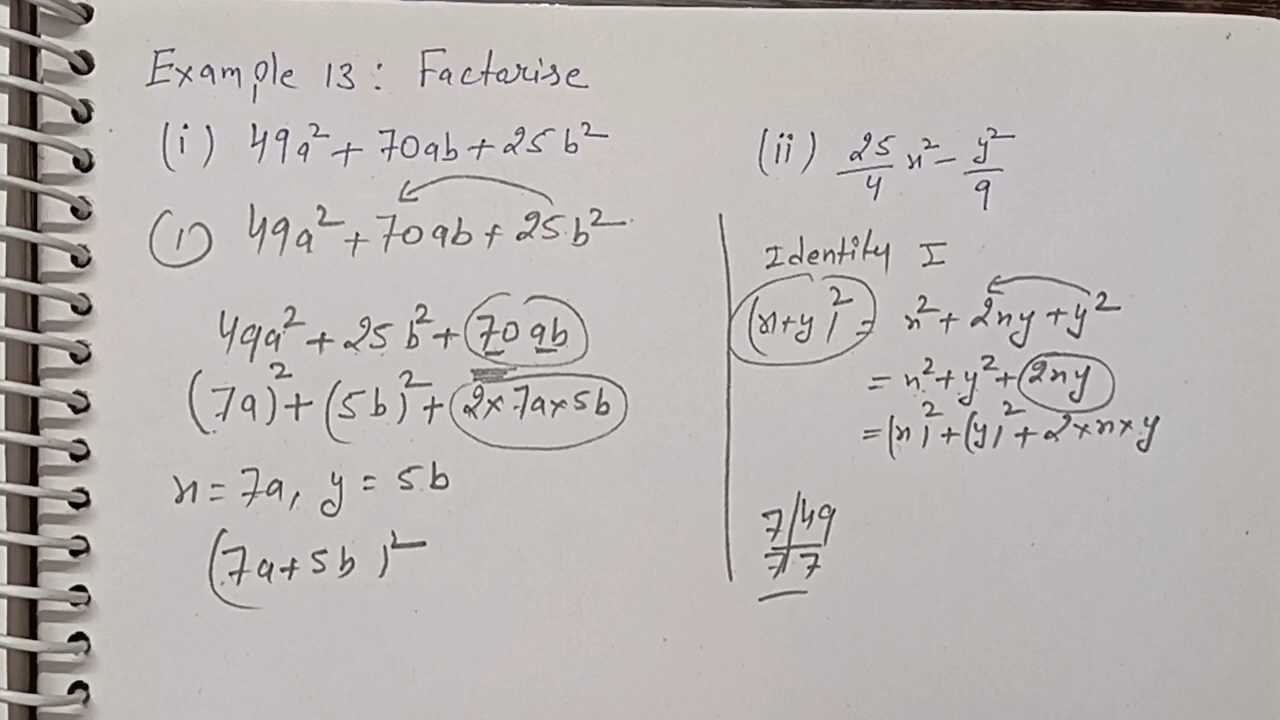 Example 13: Factorise
(i) 49a² + 70ab + 25b²
(ii) 25/4 x² - y²/9
(1) 49a² + 70ab + 25b²
49a² + 25b² + 70ab
(7a)² + (5b)² + 2×7a×5b
x = 7a, y = 5b
(7a+5b)²
Identity I
(x+y)² = x² + 2xy + y²
= x² + y² + 2xy
= (x)² + (y)² + 2×x×y
7/49
7/7